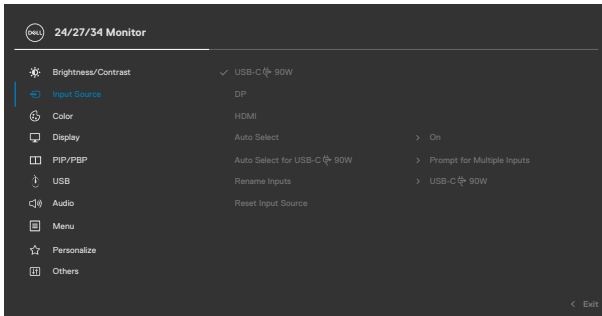 DELL 24/27/34 Monitor
Brightness/Contrast USB-C 90W
Input Source DP
Color HDMI
Display Auto Select > On
PIP/PBP Auto Select for USB-C 90W > Prompt for Multiple Inputs
USB Rename Inputs > USB-C 90W
Audio Reset Input Source
Menu
Personalize
Others
< Exit